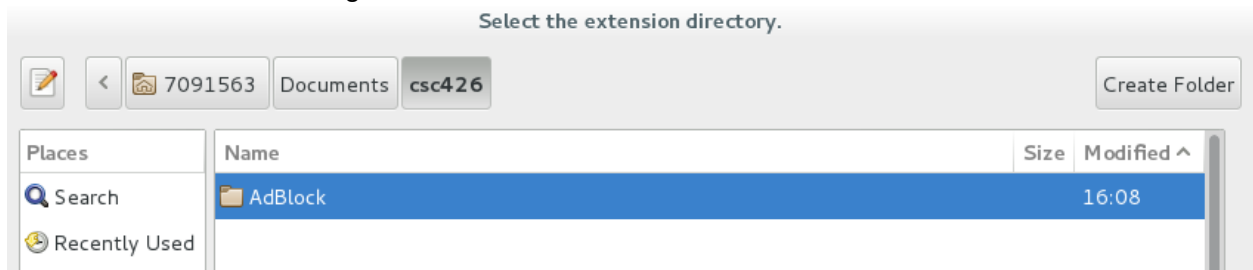 Select the extension directory.
< 7091563 Documents csc426 Create Folder
Places Name Size Modified
Search AdBlock 16:08
Recently Used